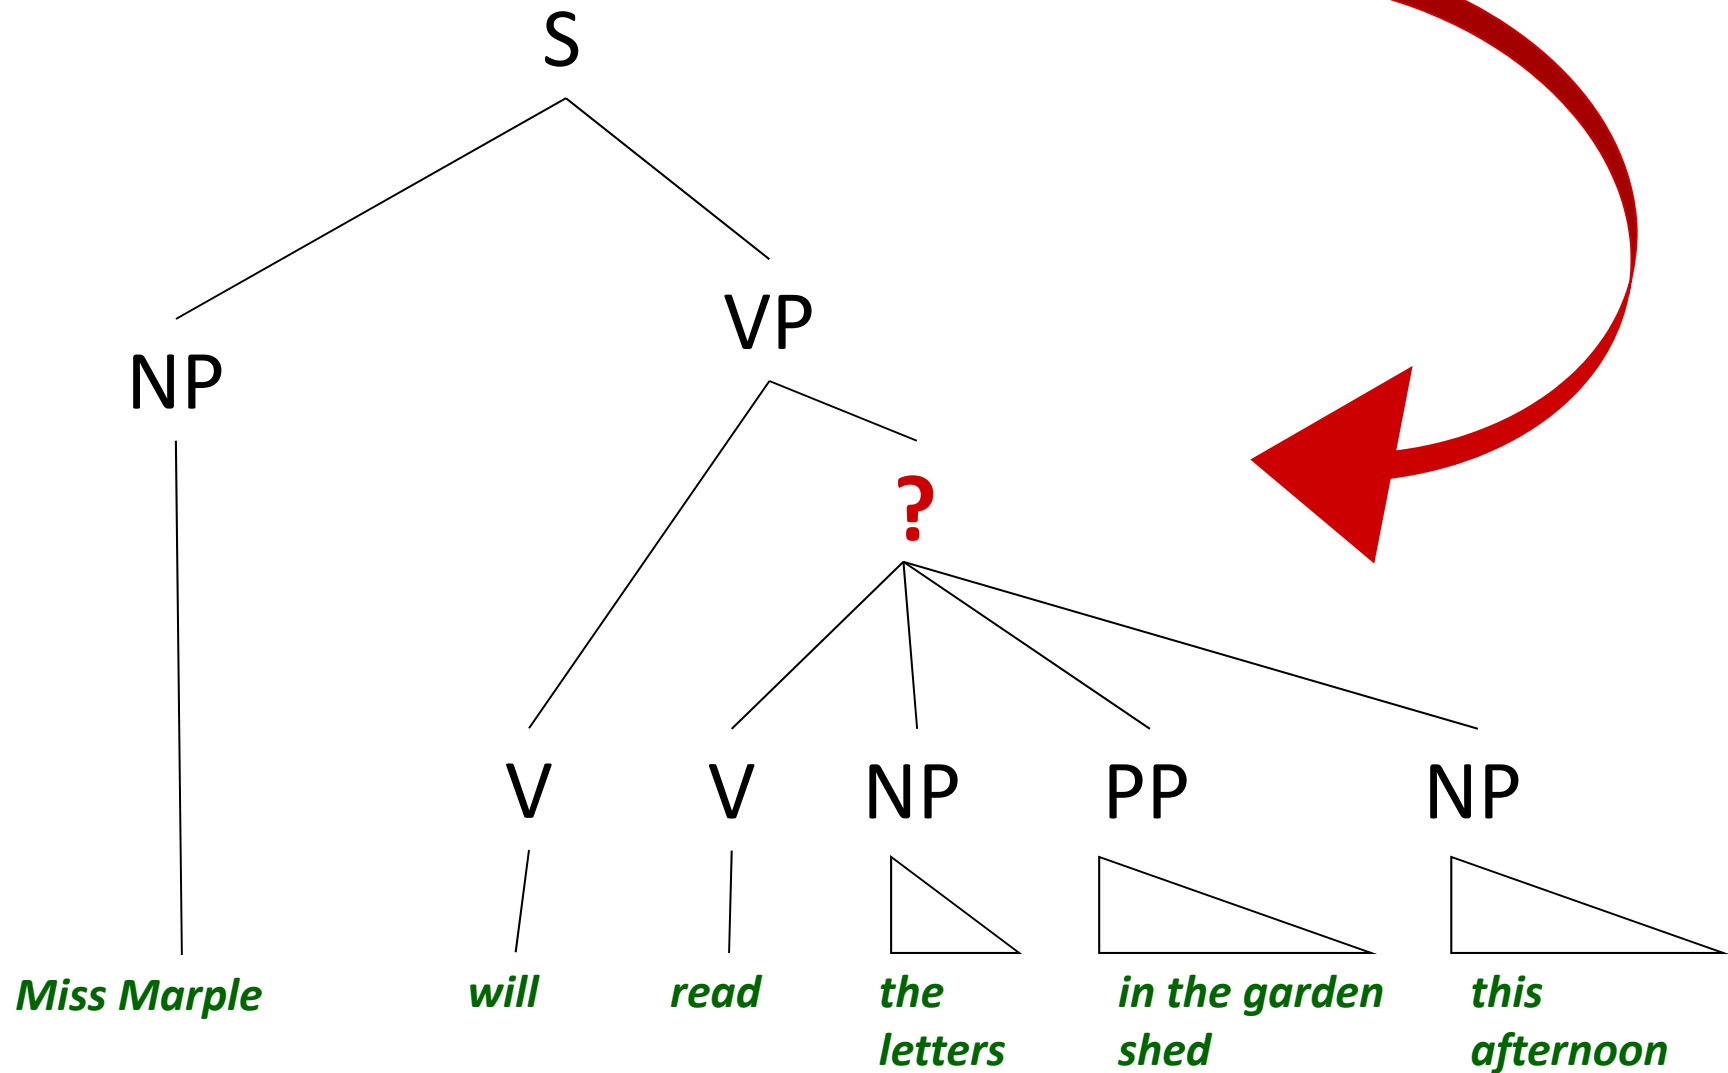 S
VP
NP
?
V V NP PP NP
Miss Marple will read the in the garden this
letters shed afternoon